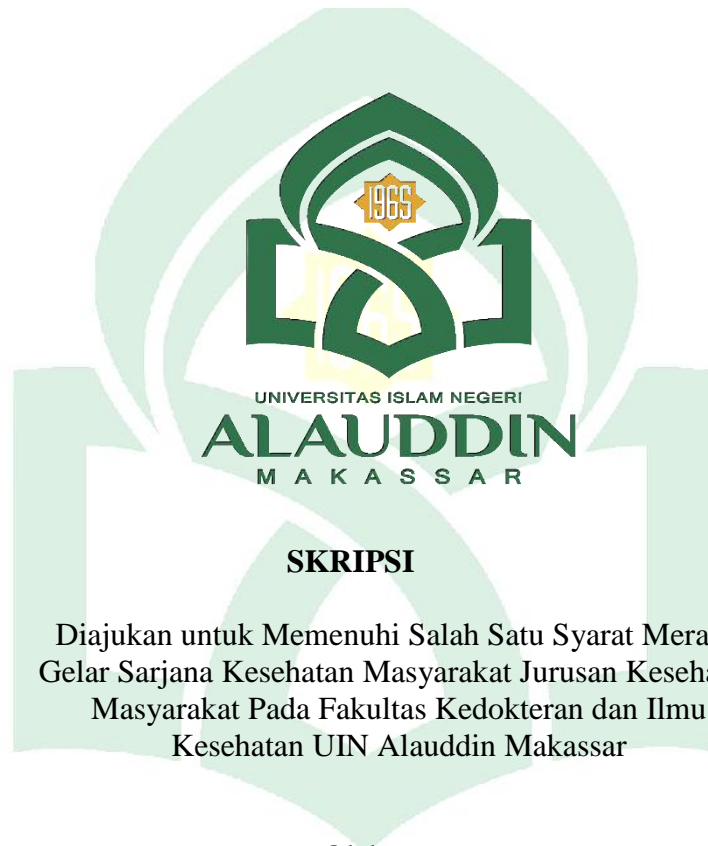 1965
UNIVERSITAS ISLAM NEGERI
ALAUDDIN
MAKASSAR
SKRIPSI
Diajukan untuk Memenuhi Salah Satu Syarat Mera
Gelar Sarjana Kesehatan Masyarakat Jurusan Keseha
Masyarakat Pada Fakultas Kedokteran dan Ilmu
Kesehatan UIN Alauddin Makassar